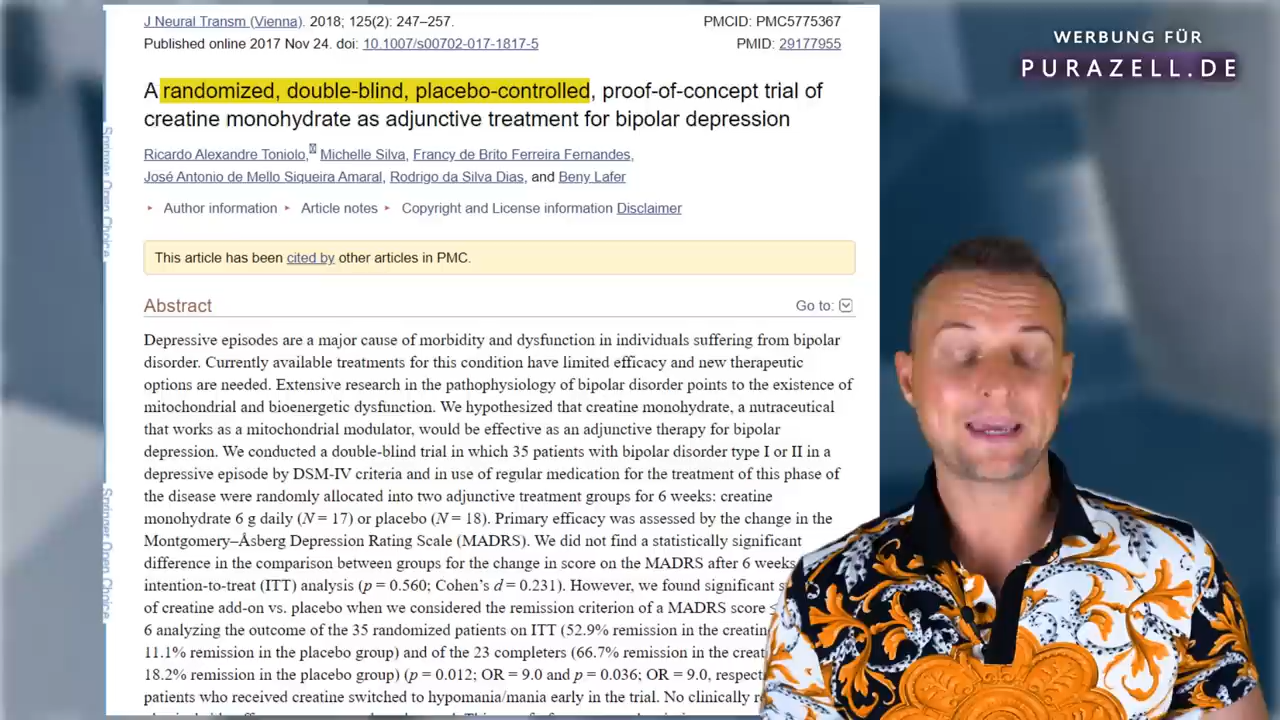 J Neural Transm (Vienna). 2018; 125(2): 247–257.
PMCID: PMC5775367
Published online 2017 Nov 24. doi: 10.1007/s00702-017-1817-5
PMID: 29177955
WERBUNG FÜR
PURAZELL.DE
A randomized, double-blind, placebo-controlled, proof-of-concept trial of
creatine monohydrate as adjunctive treatment for bipolar depression
Ricardo Alexandre Toniolo, Michelle Silva, Francy de Brito Ferreira Fernandes,
José Antonio de Mello Siqueira Amaral, Rodrigo da Silva Dias, and Beny Lafer
Author information Article notes Copyright and License information Disclaimer
This article has been cited by other articles in PMC.
Abstract
Go to:
Depressive episodes are a major cause of morbidity and dysfunction in individuals suffering from bipolar
disorder. Currently available treatments for this condition have limited efficacy and new therapeutic
options are needed. Extensive research in the pathophysiology of bipolar disorder points to the existence of
mitochondrial and bioenergetic dysfunction. We hypothesized that creatine monohydrate, a nutraceutical
that works as a mitochondrial modulator, would be effective as an adjunctive therapy for bipolar
depression. We conducted a double-blind trial in which 35 patients with bipolar disorder type I or II in a
depressive episode by DSM-IV criteria and in use of regular medication for the treatment of this phase of
the disease were randomly allocated into two adjunctive treatment groups for 6 weeks: creatine
monohydrate 6 g daily (N = 17) or placebo (N = 18). Primary efficacy was assessed by the change in the
Montgomery–Åsberg Depression Rating Scale (MADRS). We did not find a statistically significant
difference in the comparison between groups for the change in score on the MADRS after 6 weeks
intention-to-treat (ITT) analysis (p = 0.560; Cohen's d = 0.231). However, we found significant
of creatine add-on vs. placebo when we considered the remission criterion of a MADRS score
6 analyzing the outcome of the 35 randomized patients on ITT (52.9% remission in the
11.1% remission in the placebo group) and of the 23 completers (66.7% remission in the
18.2% remission in the placebo group) (p = 0.012; OR = 9.0 and p = 0.036; OR = 9.0,
patients who received creatine switched to hypomania/mania early in the trial. No clinically
Springer Open Choice
Springer Open Choice